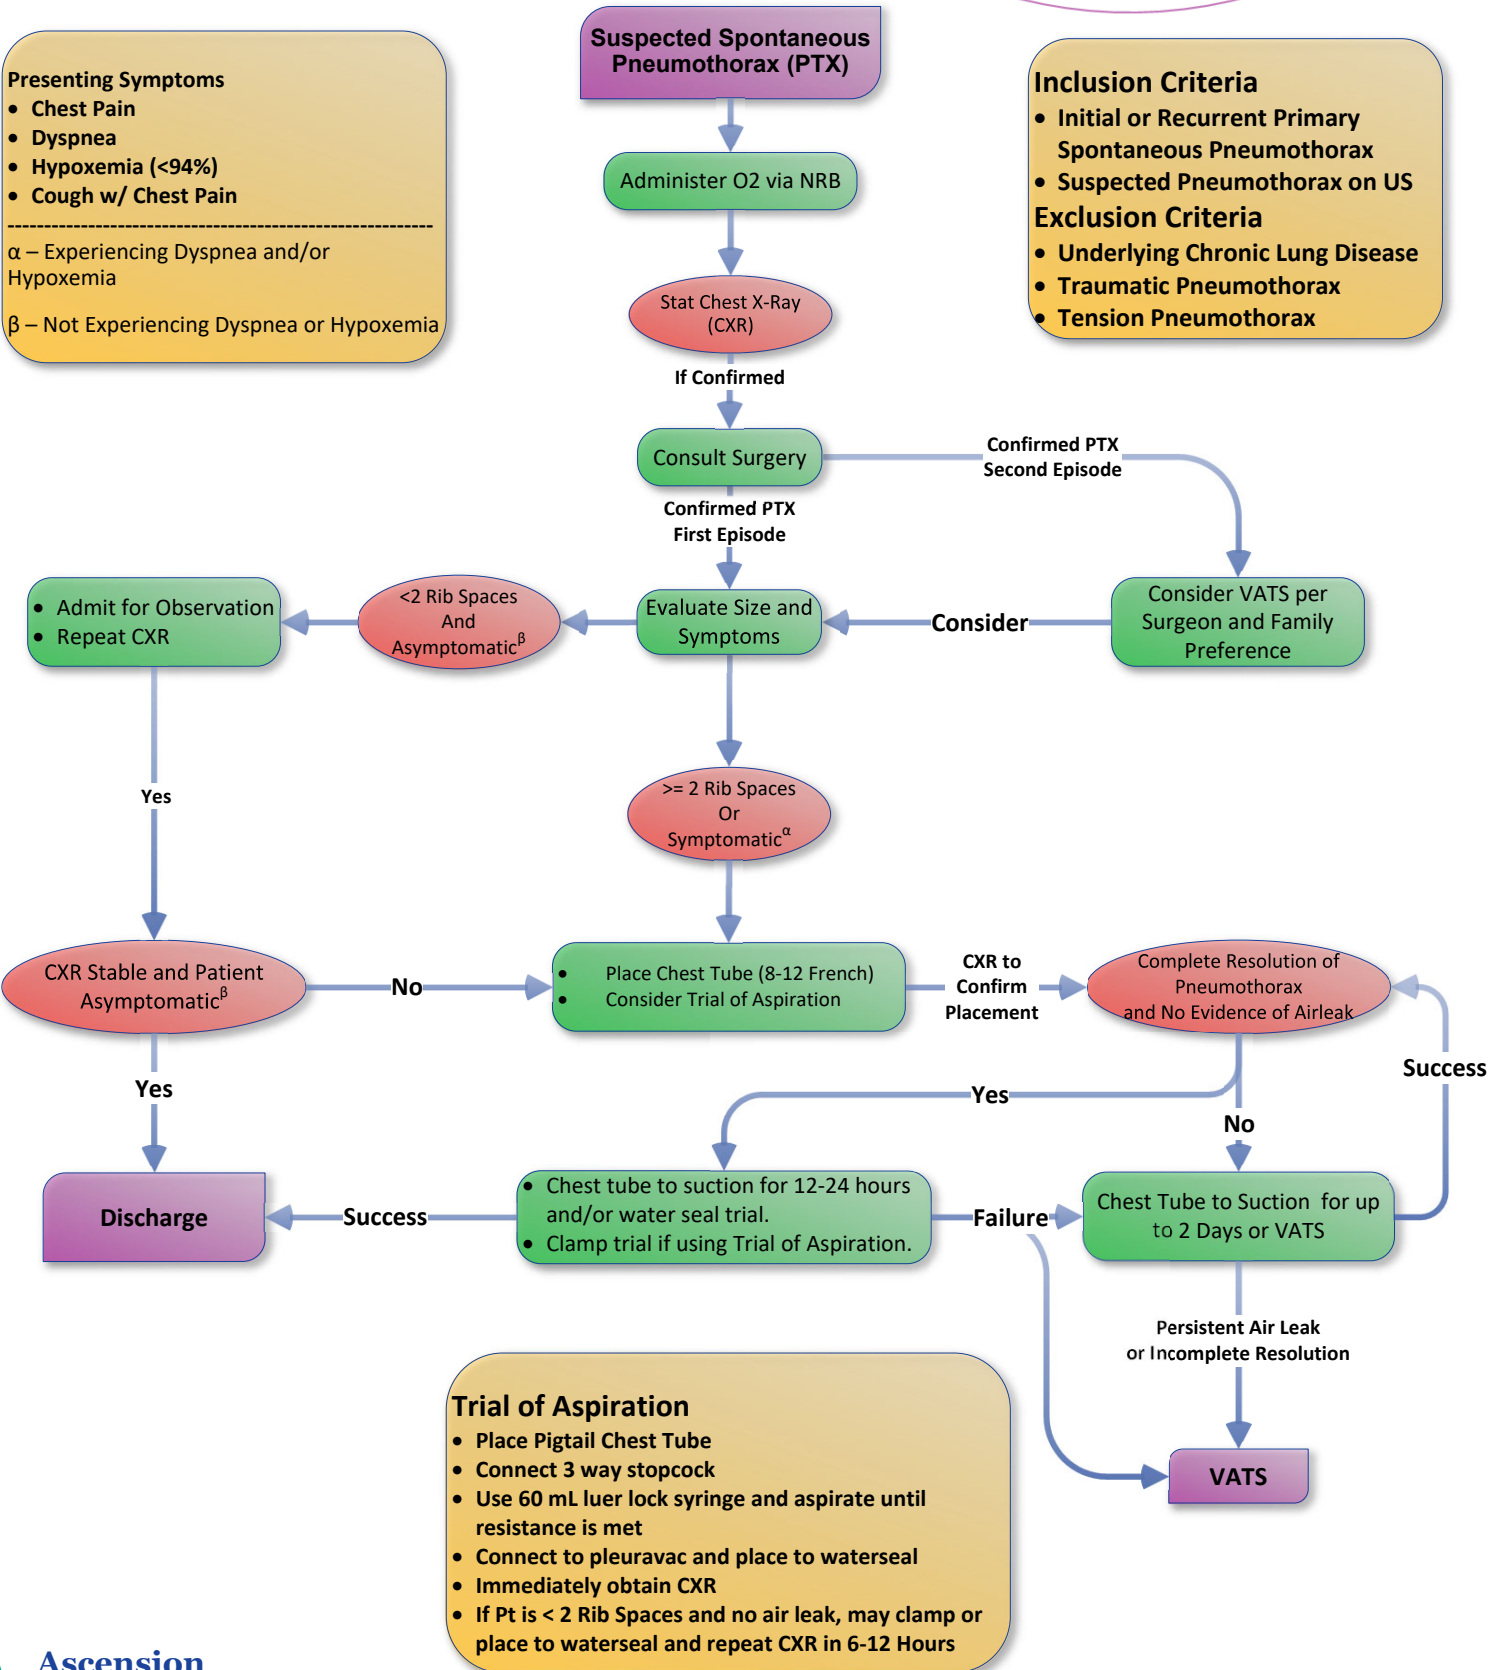 Suspected Spontaneous
Pneumothorax (PTX)
Presenting Symptoms
• Chest Pain
• Dyspnea
• Hypoxemia (<94%)
• Cough w/ Chest Pain
----------------------------------------------------------
α – Experiencing Dyspnea and/or
Hypoxemia
β – Not Experiencing Dyspnea or Hypoxemia
Inclusion Criteria
• Initial or Recurrent Primary
Spontaneous Pneumothorax
• Suspected Pneumothorax on US
Exclusion Criteria
• Underlying Chronic Lung Disease
• Traumatic Pneumothorax
• Tension Pneumothorax
Administer O2 via NRB
Stat Chest X-Ray
(CXR)
If Confirmed
Consult Surgery
Confirmed PTX
Second Episode
Confirmed PTX
First Episode
• Admit for Observation
• Repeat CXR
<2 Rib Spaces
And
Asymptomatic^β
Evaluate Size and
Symptoms
Consider
Consider VATS per
Surgeon and Family
Preference
Yes
>= 2 Rib Spaces
Or
Symptomatic^α
CXR Stable and Patient
Asymptomatic^β
No
• Place Chest Tube (8-12 French)
• Consider Trial of Aspiration
CXR to
Confirm
Placement
Complete Resolution of
Pneumothorax
and No Evidence of Airleak
Success
Yes
Yes
No
Discharge
Success
• Chest tube to suction for 12-24 hours
and/or water seal trial.
• Clamp trial if using Trial of Aspiration.
Failure
Chest Tube to Suction for up
to 2 Days or VATS
Persistent Air Leak
or Incomplete Resolution
VATS
Trial of Aspiration
• Place Pigtail Chest Tube
• Connect 3 way stopcock
• Use 60 mL luer lock syringe and aspirate until
resistance is met
• Connect to pleuravac and place to waterseal
• Immediately obtain CXR
• If Pt is < 2 Rib Spaces and no air leak, may clamp or
place to waterseal and repeat CXR in 6-12 Hours
Ascension